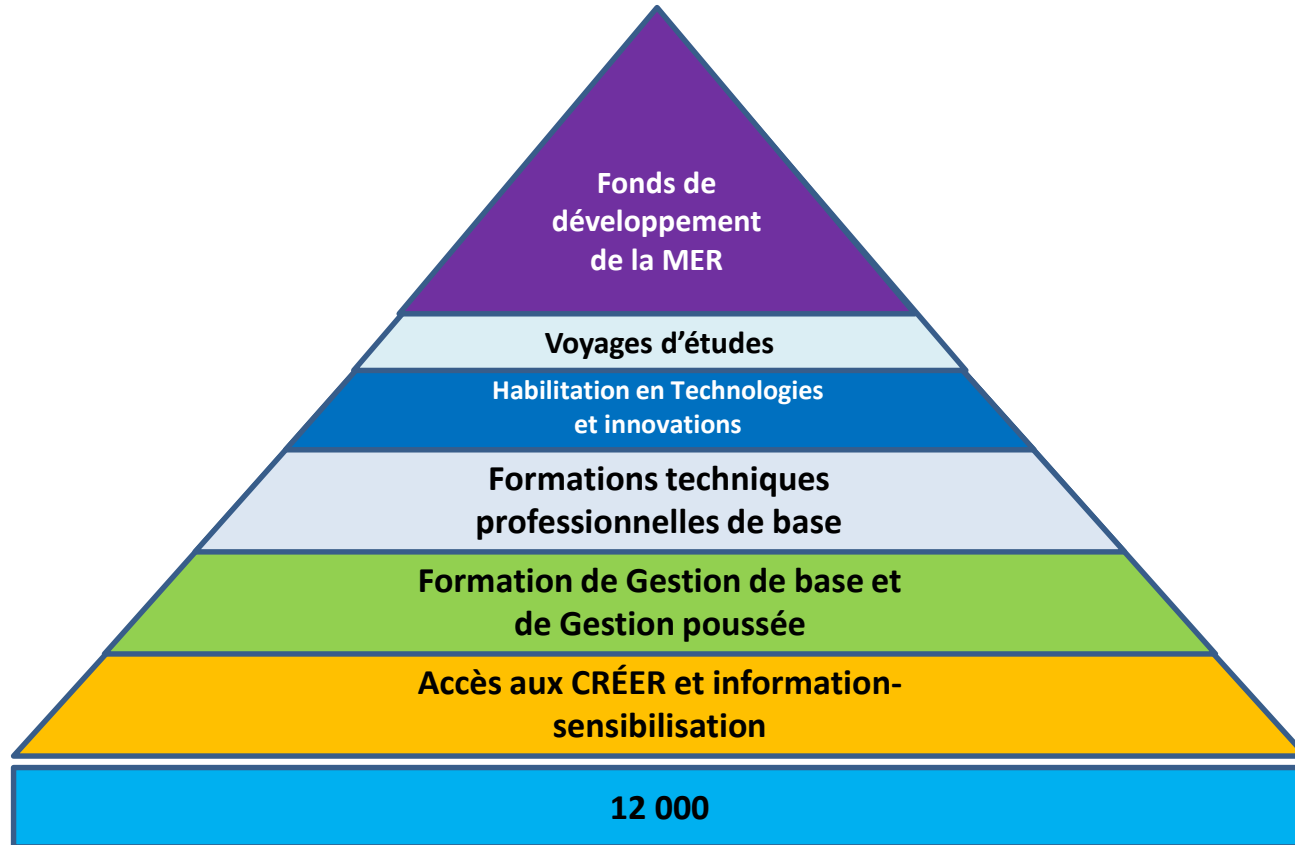 Fonds de
développement
de la MER
Voyages d’études
Habilitation en Technologies
et innovations
Formations techniques
professionnelles de base
Formation de Gestion de base et
de Gestion poussée
Accès aux CRÉER et information-
sensibilisation
12 000